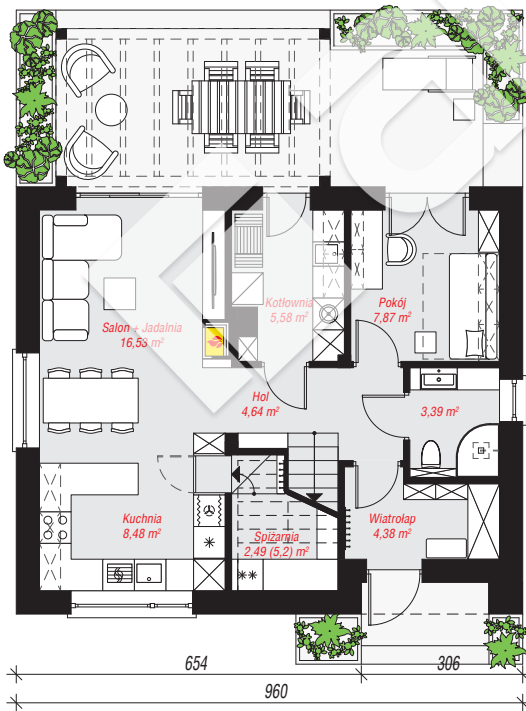 Kotłownia
5,58 m²
Pokój
7,87 m²
Salon + Jadalnia
16,53 m²
Hol
4,64 m²
3,39 m²
Kuchnia
8,48 m²
Spiżarnia
2,49 (5,2) m²
Wiatrołap
4,38 m²
654
306
960